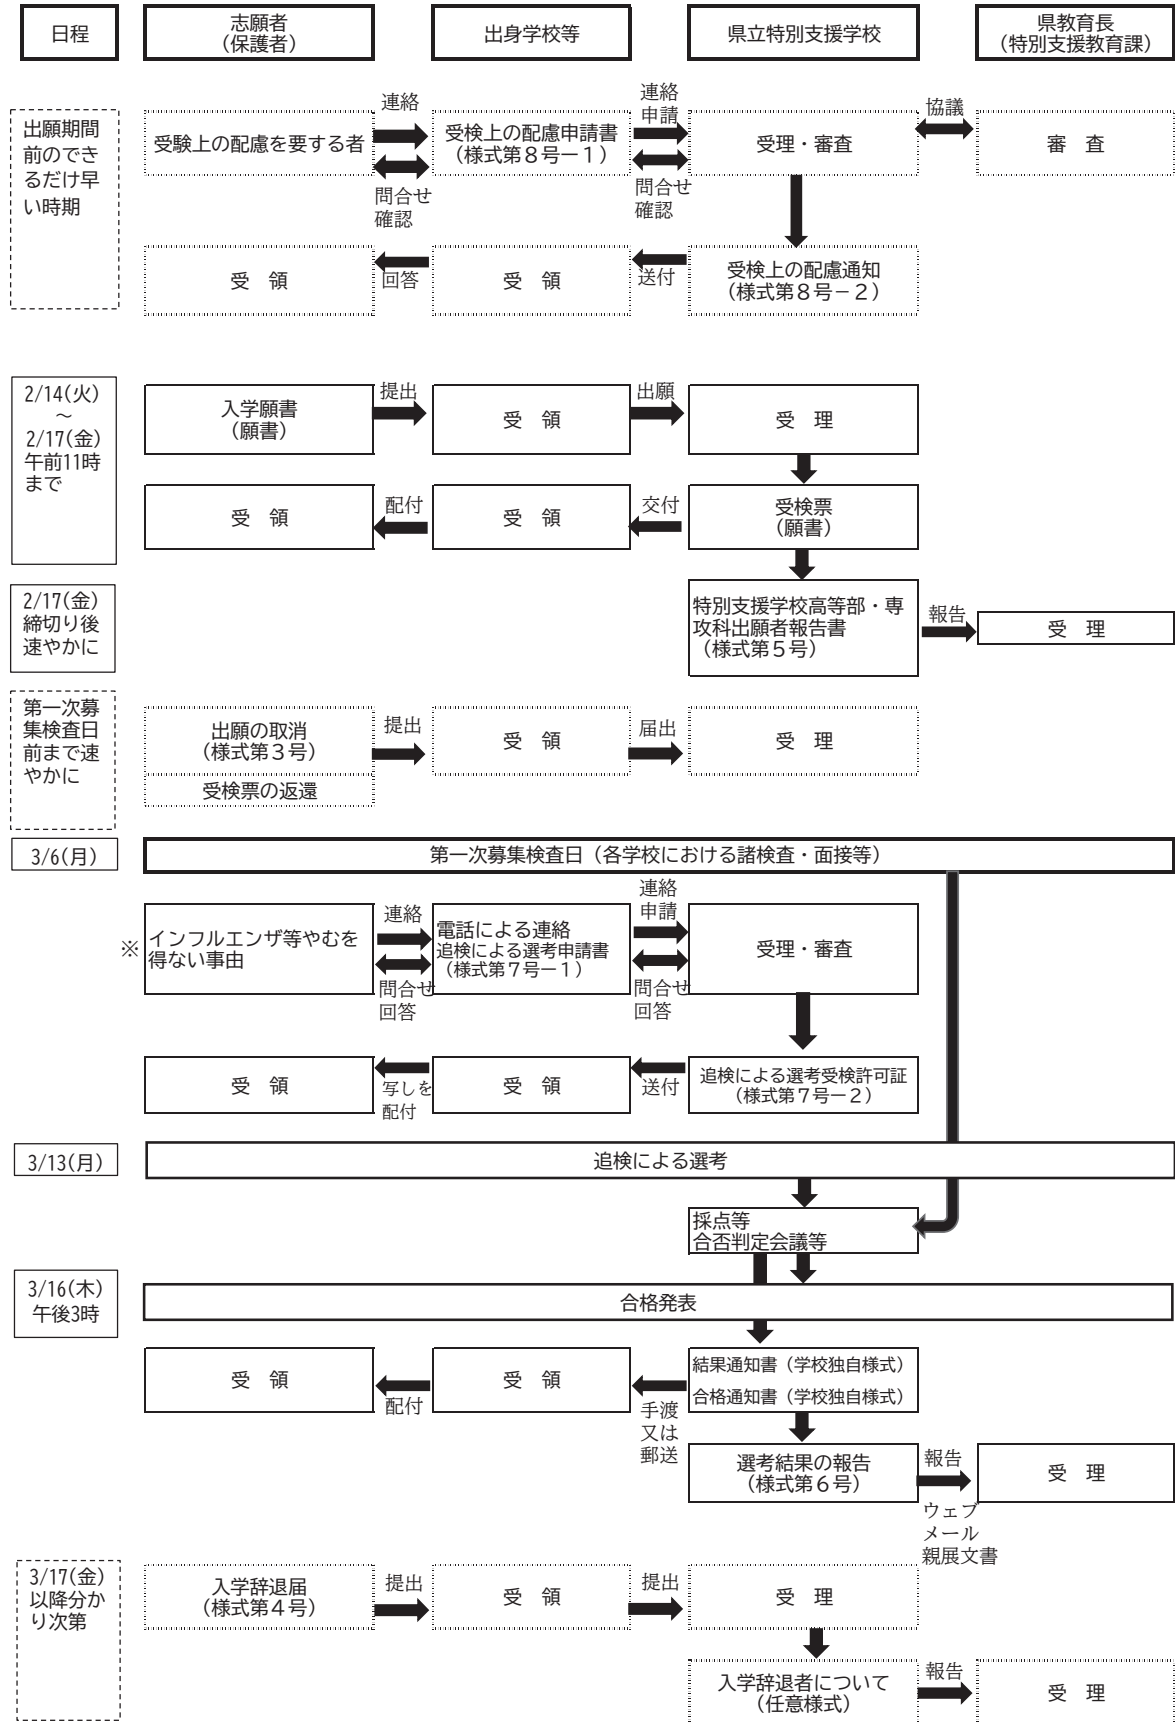 日程
志願者
（保護者）
出身学校等
県立特別支援学校
県教育長
（特別支援教育課）
出願期間
前のでき
るだけ早
い時期
受験上の配慮を要する者
連絡
問合せ
確認
受検上の配慮申請書
（様式第８号ー１）
連絡
申請
問合せ
確認
受理・審査
協議
審　査
受　領
回答
受　領
送付
受検上の配慮通知
（様式第８号－２）
2/14(火)
～
2/17(金)
午前11時
まで
入学願書
（願書）
提出
受　領
出願
受　理
受　領
配付
受　領
交付
受検票
（願書）
2/17(金)
締切り後
速やかに
特別支援学校高等部・専
攻科出願者報告書
（様式第５号）
報告
受　理
第一次募
集検査日
前まで速
やかに
出願の取消
（様式第３号）
受検票の返還
提出
受　領
届出
受　理
3/6(月)
第一次募集検査日（各学校における諸検査・面接等）
※
インフルエンザ等やむを
得ない事由
連絡
問合せ
回答
電話による連絡
追検による選考申請書
（様式第７号ー１）
連絡
申請
問合せ
回答
受理・審査
受　領
写しを
配付
受　領
送付
追検による選考受検許可証
（様式第７号ー２）
3/13(月)
追検による選考
採点等
合否判定会議等
3/16(木)
午後3時
合格発表
受　領
配付
受　領
手渡
又は
郵送
結果通知書（学校独自様式）
合格通知書（学校独自様式）
選考結果の報告
（様式第６号）
報告
ウェブ
メール
親展文書
受　理
3/17(金)
以降分か
り次第
入学辞退届
（様式第４号）
提出
受　領
提出
受　理
入学辞退者について
（任意様式）
報告
受　理